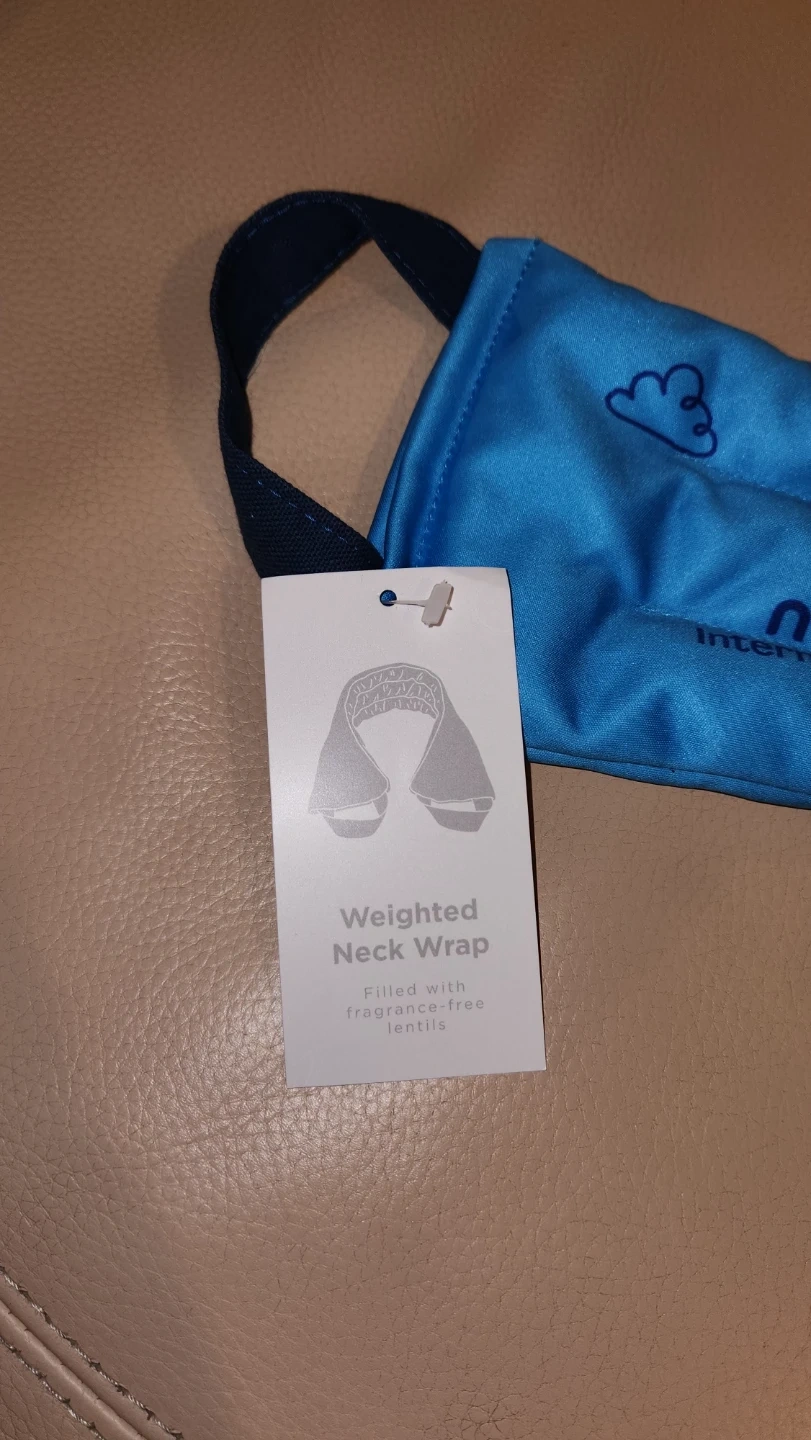 Weighted
Neck Wrap
Filled with
fragrance-free
lentils